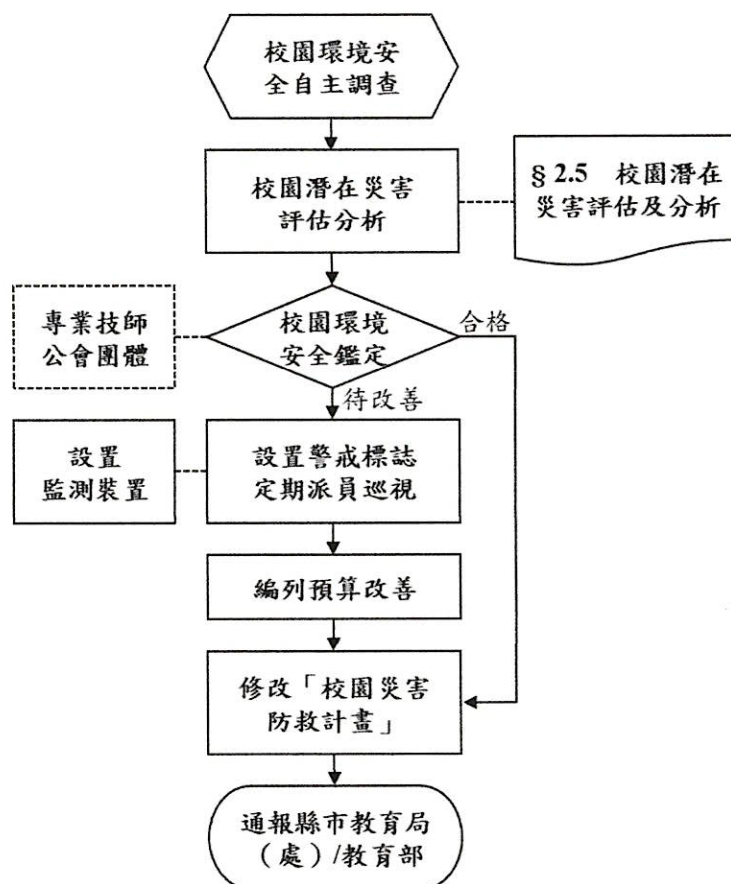 校園環境安
全自主調查
校園潛在災害
評估分析
§ 2.5 校園潛在
災害評估及分析
專業技師
公會團體
校園環境
安全鑑定
合格
待改善
設置
監測裝置
設置警戒標誌
定期派員巡視
編列預算改善
修改「校園災害
防救計畫」
通報縣市教育局
（處）/教育部